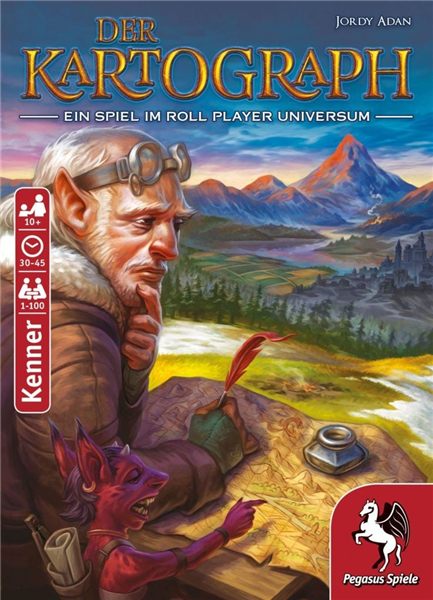 JORDY ADAN
DER
KARTOGRAPH
EIN SPIEL IM ROLL PLAYER UNIVERSUM
10+
30-45
1-100
Kenner
Pegasus Spiele